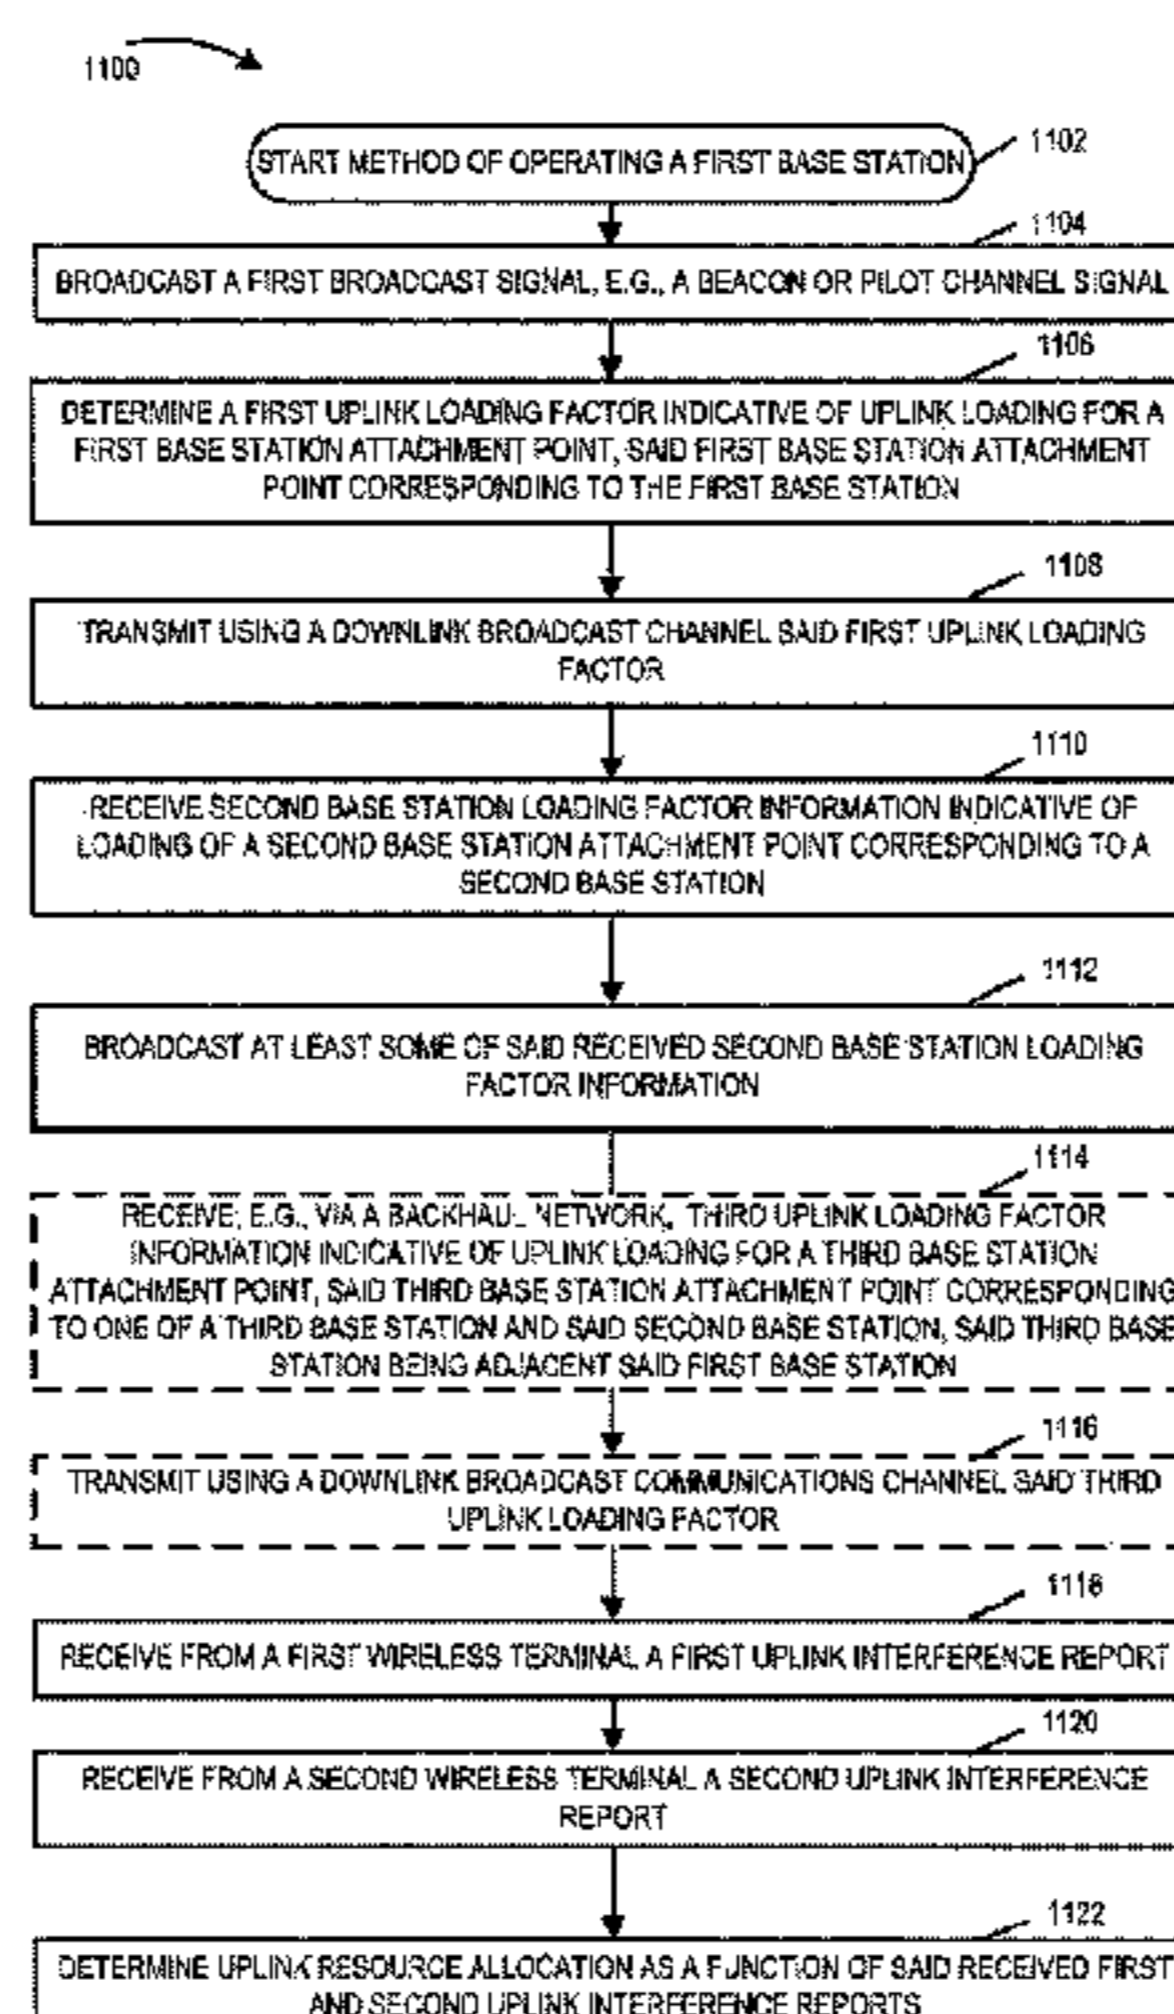 1100
1102
START METHOD OF OPERATING A FIRST BASE STATION
1104
BROADCAST A FIRST BROADCAST SIGNAL, E.G., A BEACON OR PILOT CHANNEL SIGNAL
1106
DETERMINE A FIRST UPLINK LOADING FACTOR INDICATIVE OF UPLINK LOADING FOR A
FIRST BASE STATION ATTACHMENT POINT, SAID FIRST BASE STATION ATTACHMENT
POINT CORRESPONDING TO THE FIRST BASE STATION
1108
TRANSMIT USING A DOWNLINK BROADCAST CHANNEL SAID FIRST UPLINK LOADING
FACTOR
1110
RECEIVE SECOND BASE STATION LOADING FACTOR INFORMATION INDICATIVE OF
LOADING OF A SECOND BASE STATION ATTACHMENT POINT CORRESPONDING TO A
SECOND BASE STATION
1112
BROADCAST AT LEAST SOME OF SAID RECEIVED SECOND BASE STATION LOADING
FACTOR INFORMATION
1114
RECEIVE, E.G., VIA A BACKHAUL NETWORK, THIRD UPLINK LOADING FACTOR
INFORMATION INDICATIVE OF UPLINK LOADING FOR A THIRD BASE STATION
ATTACHMENT POINT, SAID THIRD BASE STATION ATTACHMENT POINT CORRESPONDING
TO ONE OF A THIRD BASE STATION AND SAID SECOND BASE STATION, SAID THIRD BASE
STATION BEING ADJACENT SAID FIRST BASE STATION
1116
TRANSMIT USING A DOWNLINK BROADCAST COMMUNICATIONS CHANNEL SAID THIRD
UPLINK LOADING FACTOR
1118
RECEIVE FROM A FIRST WIRELESS TERMINAL A FIRST UPLINK INTERFERENCE REPORT
1120
RECEIVE FROM A SECOND WIRELESS TERMINAL A SECOND UPLINK INTERFERENCE
REPORT
1122
DETERMINE UPLINK RESOURCE ALLOCATION AS A FUNCTION OF SAID RECEIVED FIRST
AND SECOND UPLINK INTERFERENCE REPORTS